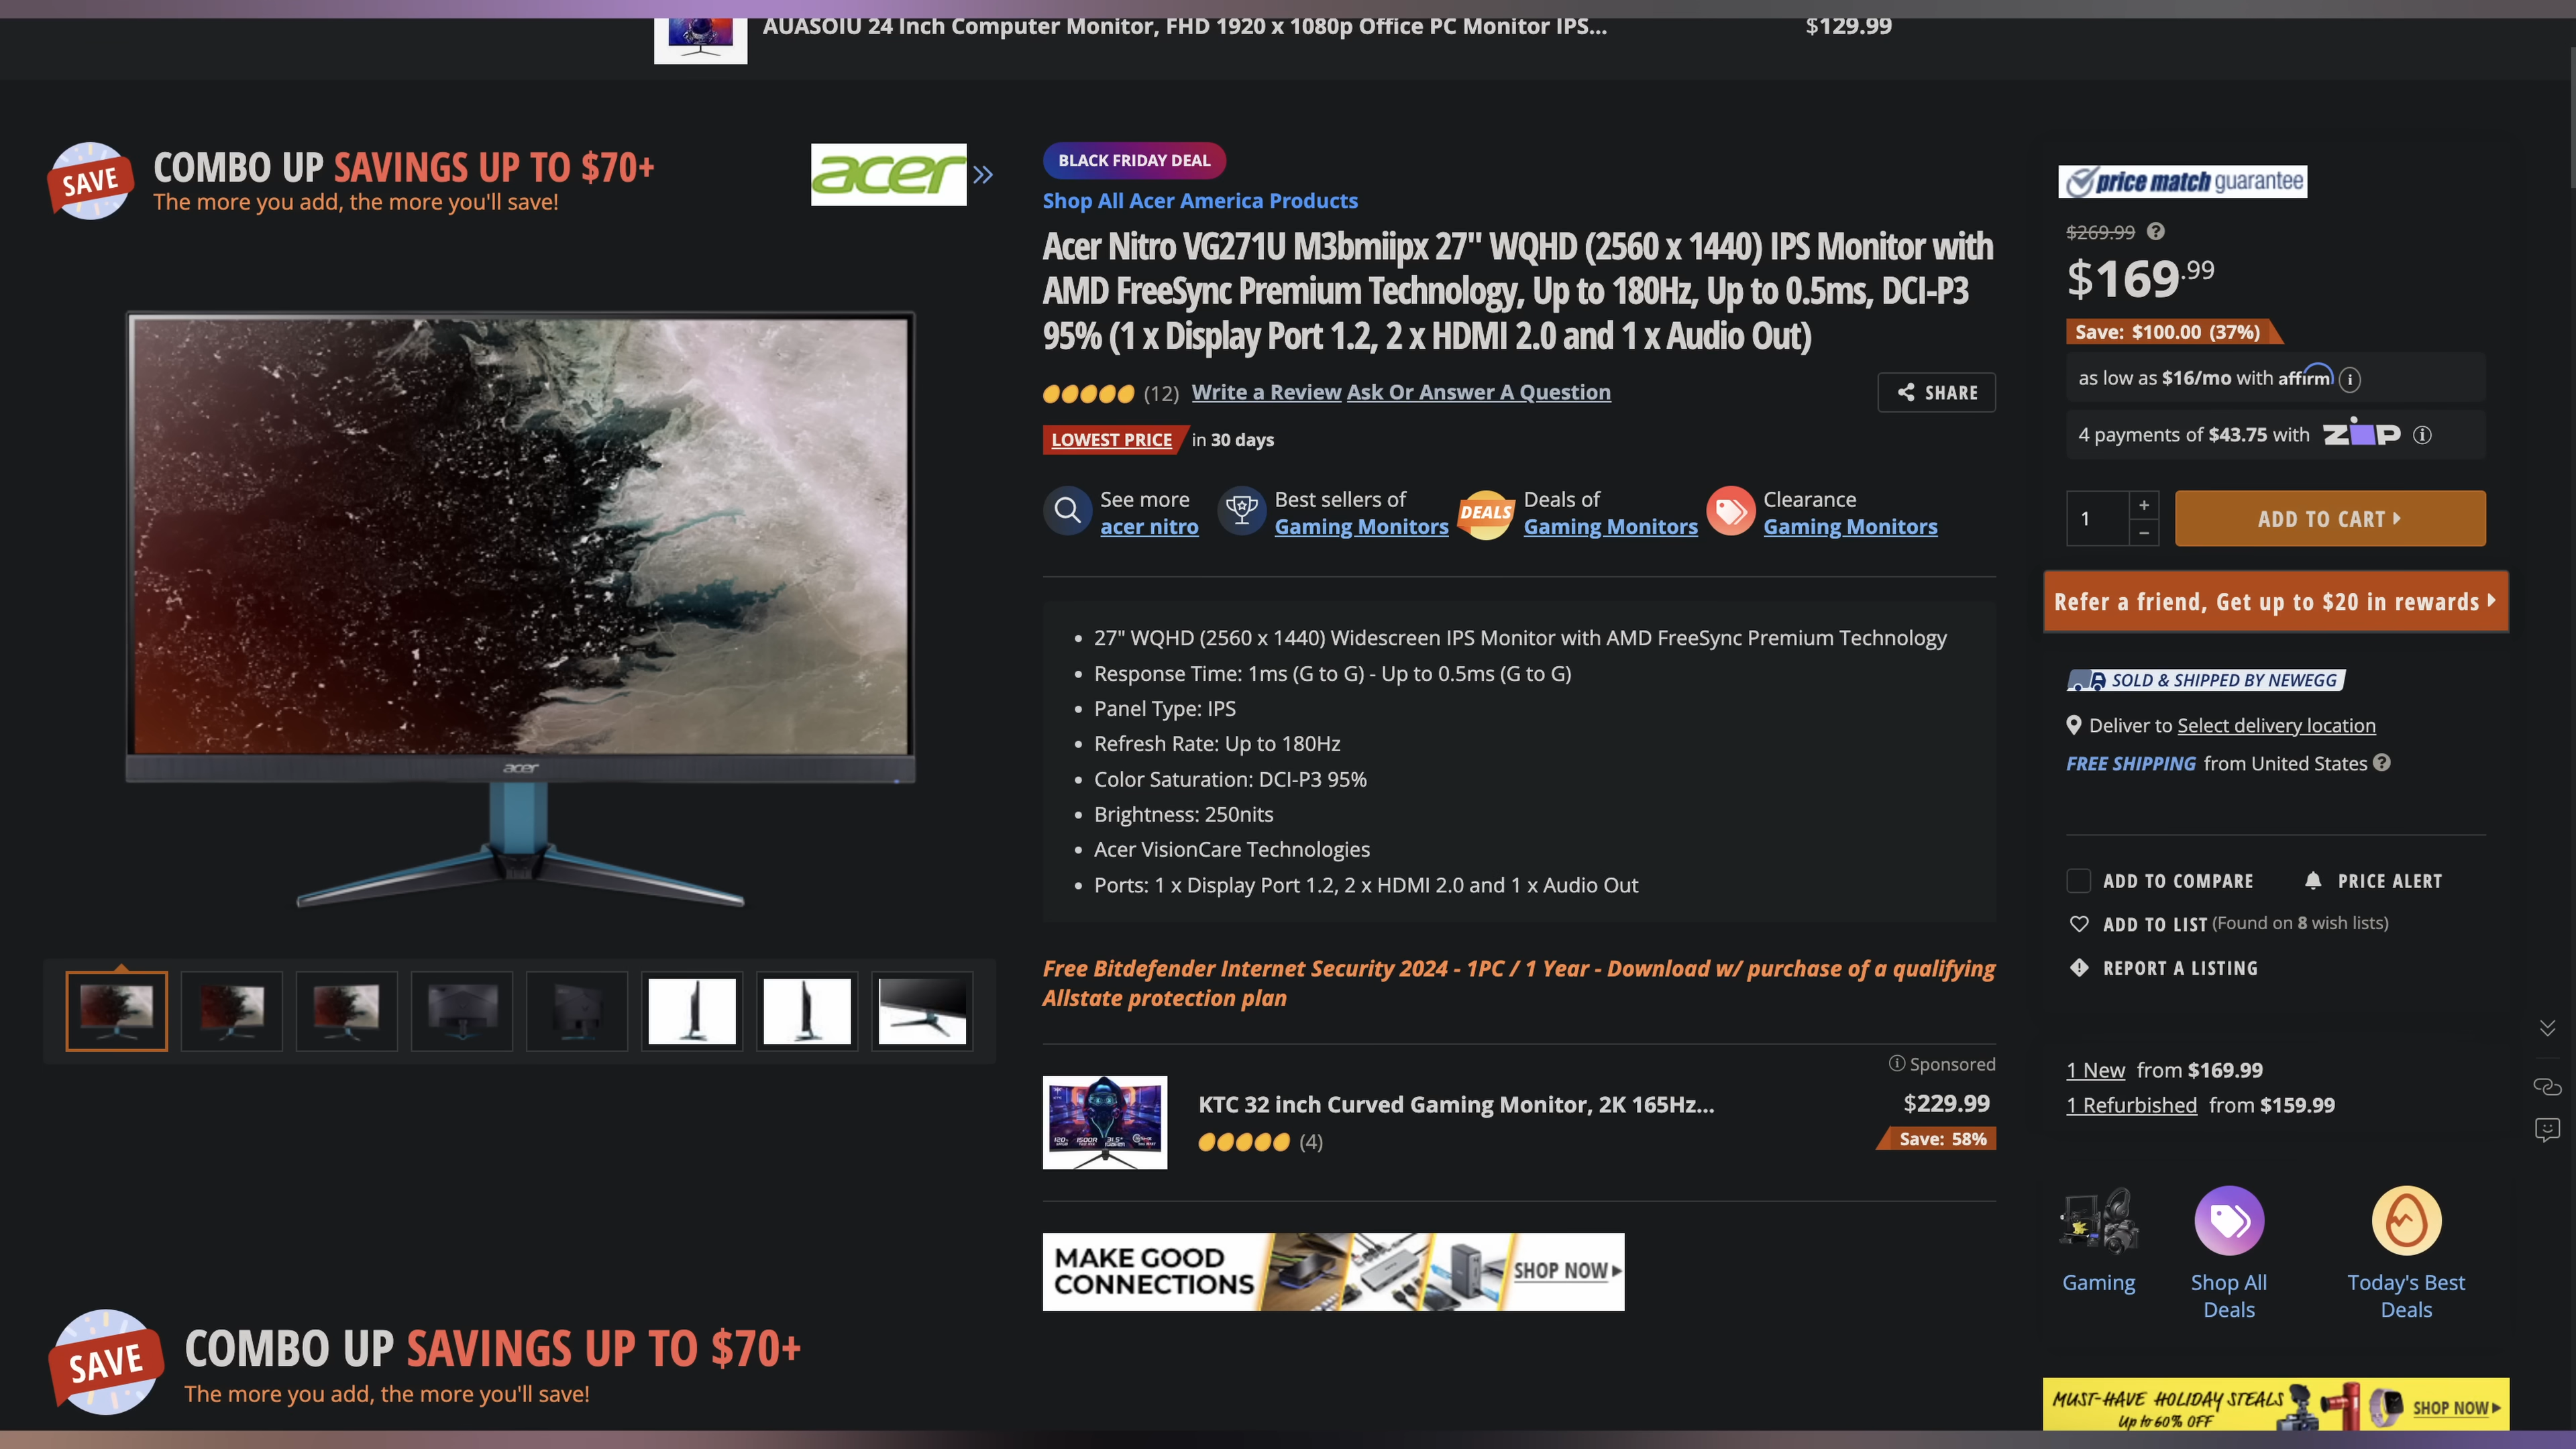 AUASOIU 24 Inch Computer Monitor, FHD 1920 x 1080p Office PC Monitor IPS...
$129.99
SAVE
COMBO UP SAVINGS UP TO $70+
The more you add, the more you'll save!
acer
BLACK FRIDAY DEAL
Shop All Acer America Products
Acer Nitro VG271U M3bmiipx 27" WQHD (2560 x 1440) IPS Monitor with
AMD FreeSync Premium Technology, Up to 180Hz, Up to 0.5ms, DCI-P3
95% (1 x Display Port 1.2, 2 x HDMI 2.0 and 1 x Audio Out)
(12) Write a Review Ask Or Answer A Question
SHARE
LOWEST PRICE in 30 days
See more
acer nitro
Best sellers of
Gaming Monitors
DEALS
Deals of
Gaming Monitors
Clearance
Gaming Monitors
27" WQHD (2560 x 1440) Widescreen IPS Monitor with AMD FreeSync Premium Technology
Response Time: 1ms (G to G) - Up to 0.5ms (G to G)
Panel Type: IPS
Refresh Rate: Up to 180Hz
Color Saturation: DCI-P3 95%
Brightness: 250nits
Acer VisionCare Technologies
Ports: 1 x Display Port 1.2, 2 x HDMI 2.0 and 1 x Audio Out
acer
Free Bitdefender Internet Security 2024 - 1PC / 1 Year - Download w/ purchase of a qualifying
Allstate protection plan
Sponsored
KTC 32 inch Curved Gaming Monitor, 2K 165Hz...
$229.99
(4)
Save: 58%
MAKE GOOD
CONNECTIONS
SHOP NOW
SAVE
COMBO UP SAVINGS UP TO $70+
The more you add, the more you'll save!
price match guarantee
$269.99
$169.99
Save: $100.00 (37%)
as low as $16/mo with affirm
4 payments of $43.75 with ZIP
1
ADD TO CART
Refer a friend, Get up to $20 in rewards
SOLD & SHIPPED BY NEWEGG
Deliver to Select delivery location
FREE SHIPPING from United States
ADD TO COMPARE
PRICE ALERT
ADD TO LIST (Found on 8 wish lists)
REPORT A LISTING
1 New from $169.99
1 Refurbished from $159.99
Gaming
Shop All
Deals
Today's Best
Deals
MUST-HAVE HOLIDAY STEALS
Up to 60% OFF
SHOP NOW